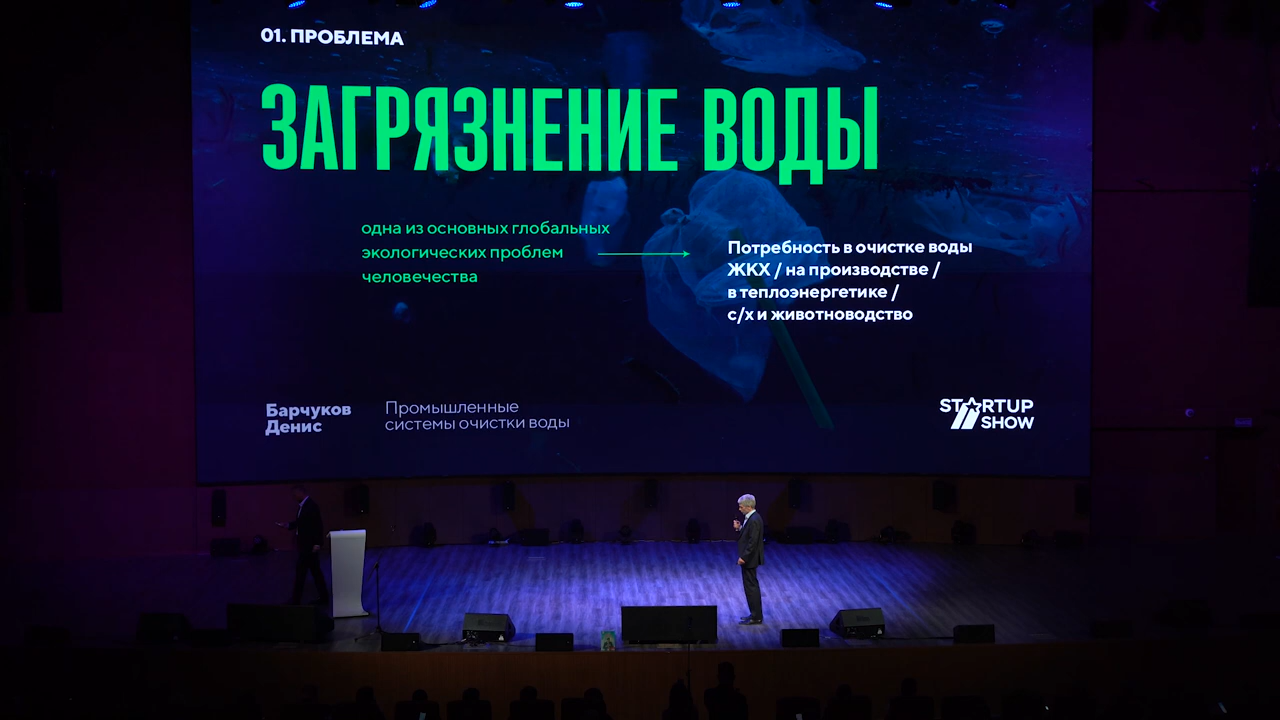 01. ПРОБЛЕМА
ЗАГРЯЗНЕНИЕ ВОДЫ
одна из основных глобальных
экологических проблем
человечества
Потребность в очистке воды
ЖКХ / на производстве /
в теплоэнергетике /
с/х и животноводство
Барчуков
Денис
Промышленные
системы очистки воды
STARTUP
SHOW